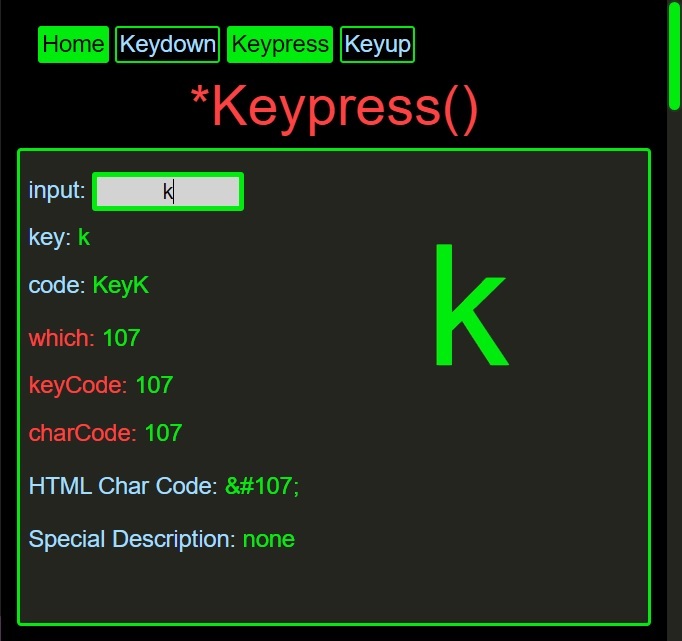 Home Keydown Keypress Keyup
*Keypress()
input: k
key: k
k
code: KeyK
which: 107
keyCode: 107
charCode: 107
HTML Char Code: &#107;
Special Description: none